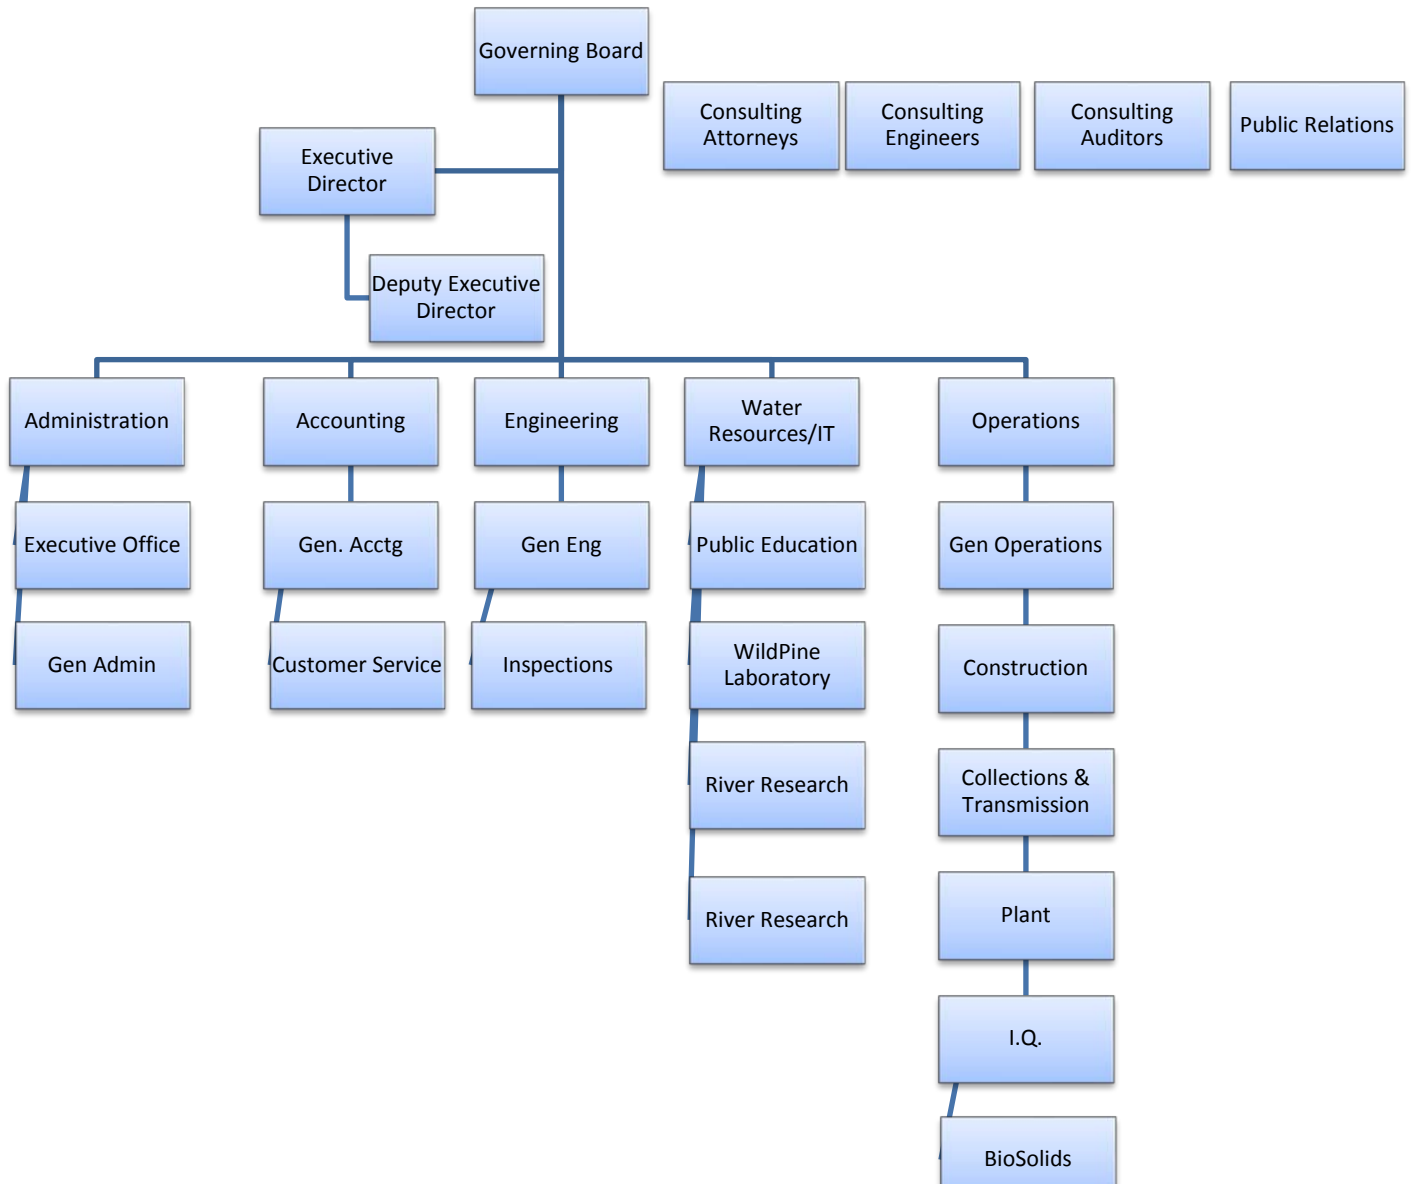 Governing Board
Consulting
Attorneys
Consulting
Engineers
Consulting
Auditors
Public Relations
Executive
Director
Deputy Executive
Director
Administration
Accounting
Engineering
Water
Resources/IT
Operations
Executive Office
Gen. Acctg
Gen Eng
Public Education
Gen Operations
Gen Admin
Customer Service
Inspections
WildPine
Laboratory
Construction
River Research
Collections &
Transmission
River Research
Plant
I.Q.
BioSolids